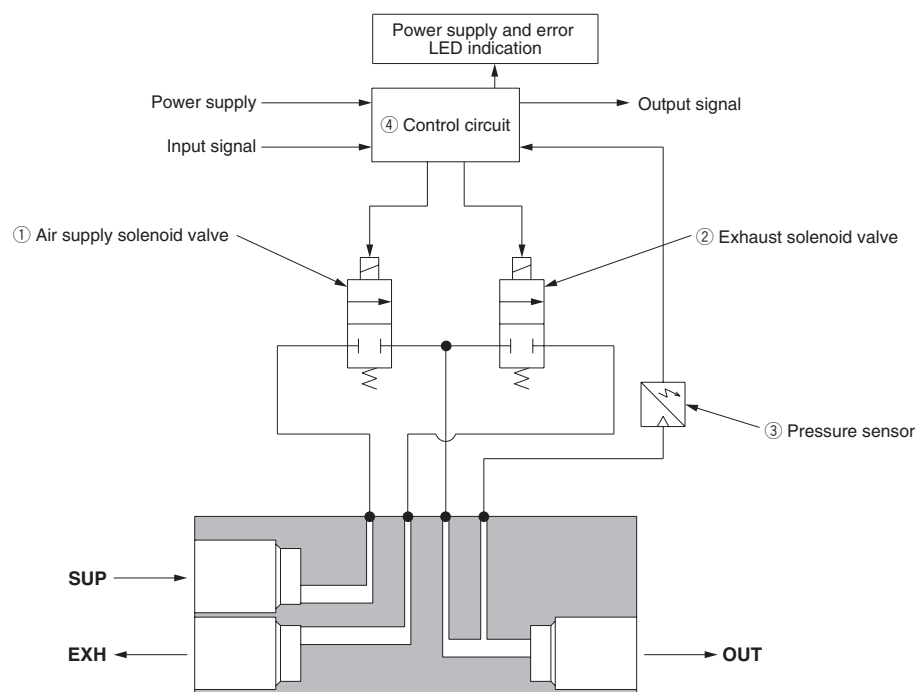 Power supply and error
LED indication
Power supply
④ Control circuit
Output signal
Input signal
① Air supply solenoid valve
② Exhaust solenoid valve
③ Pressure sensor
SUP
EXH
OUT